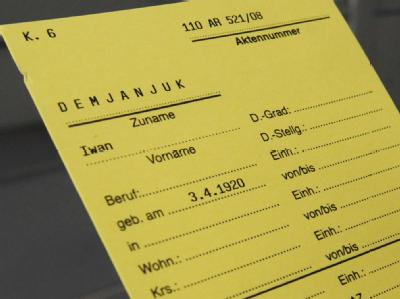 K. 6
110 AR 521/08
Aktennummer
DEMJANJUK
Zuname
Iwan
Vorname
Beruf:
geb. am 3.4.1920
in
Wohn.:
Krs.:
D.-Grad:
D.-Stellg.:
Einh.:
von/bis
Einh.:
von/bis
Einh.:
von/bis